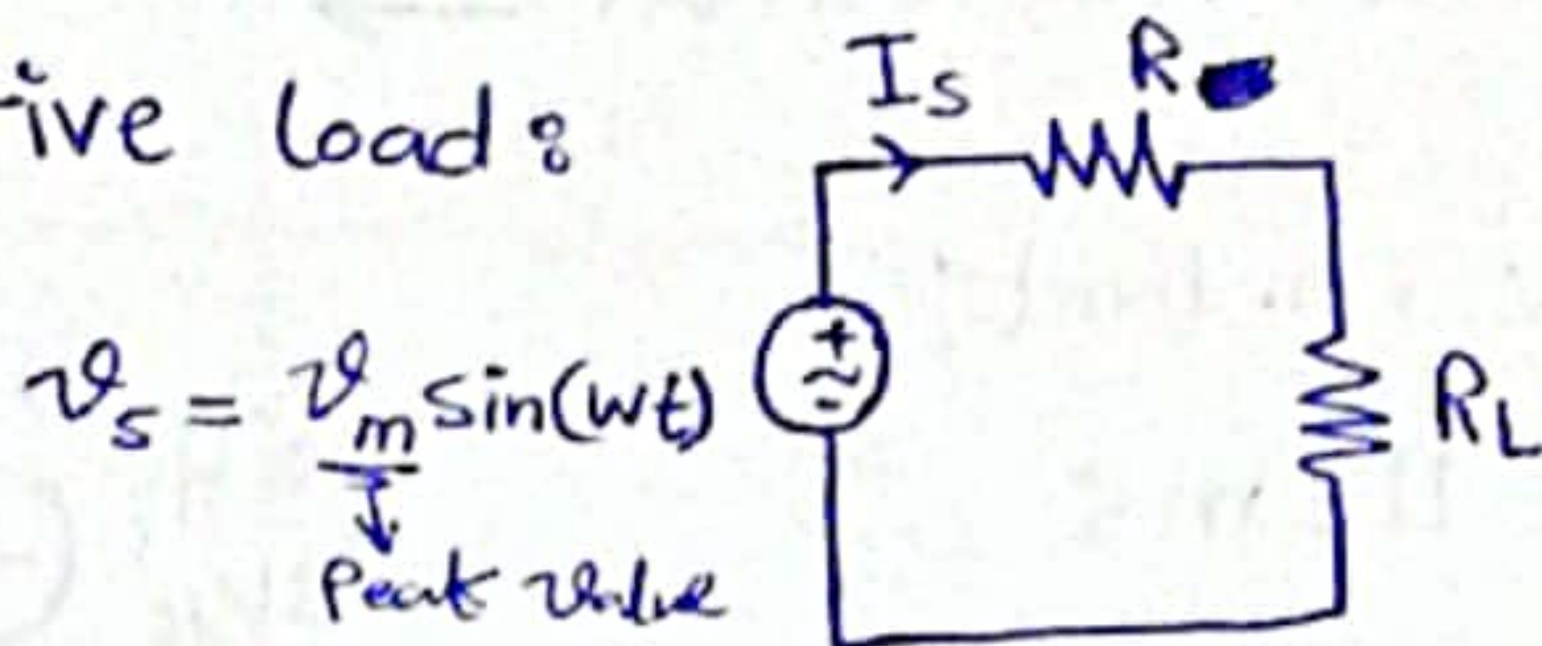 ive load:
Is
R
+
~
-
RL
vs = vm sin(wt)
Peak value